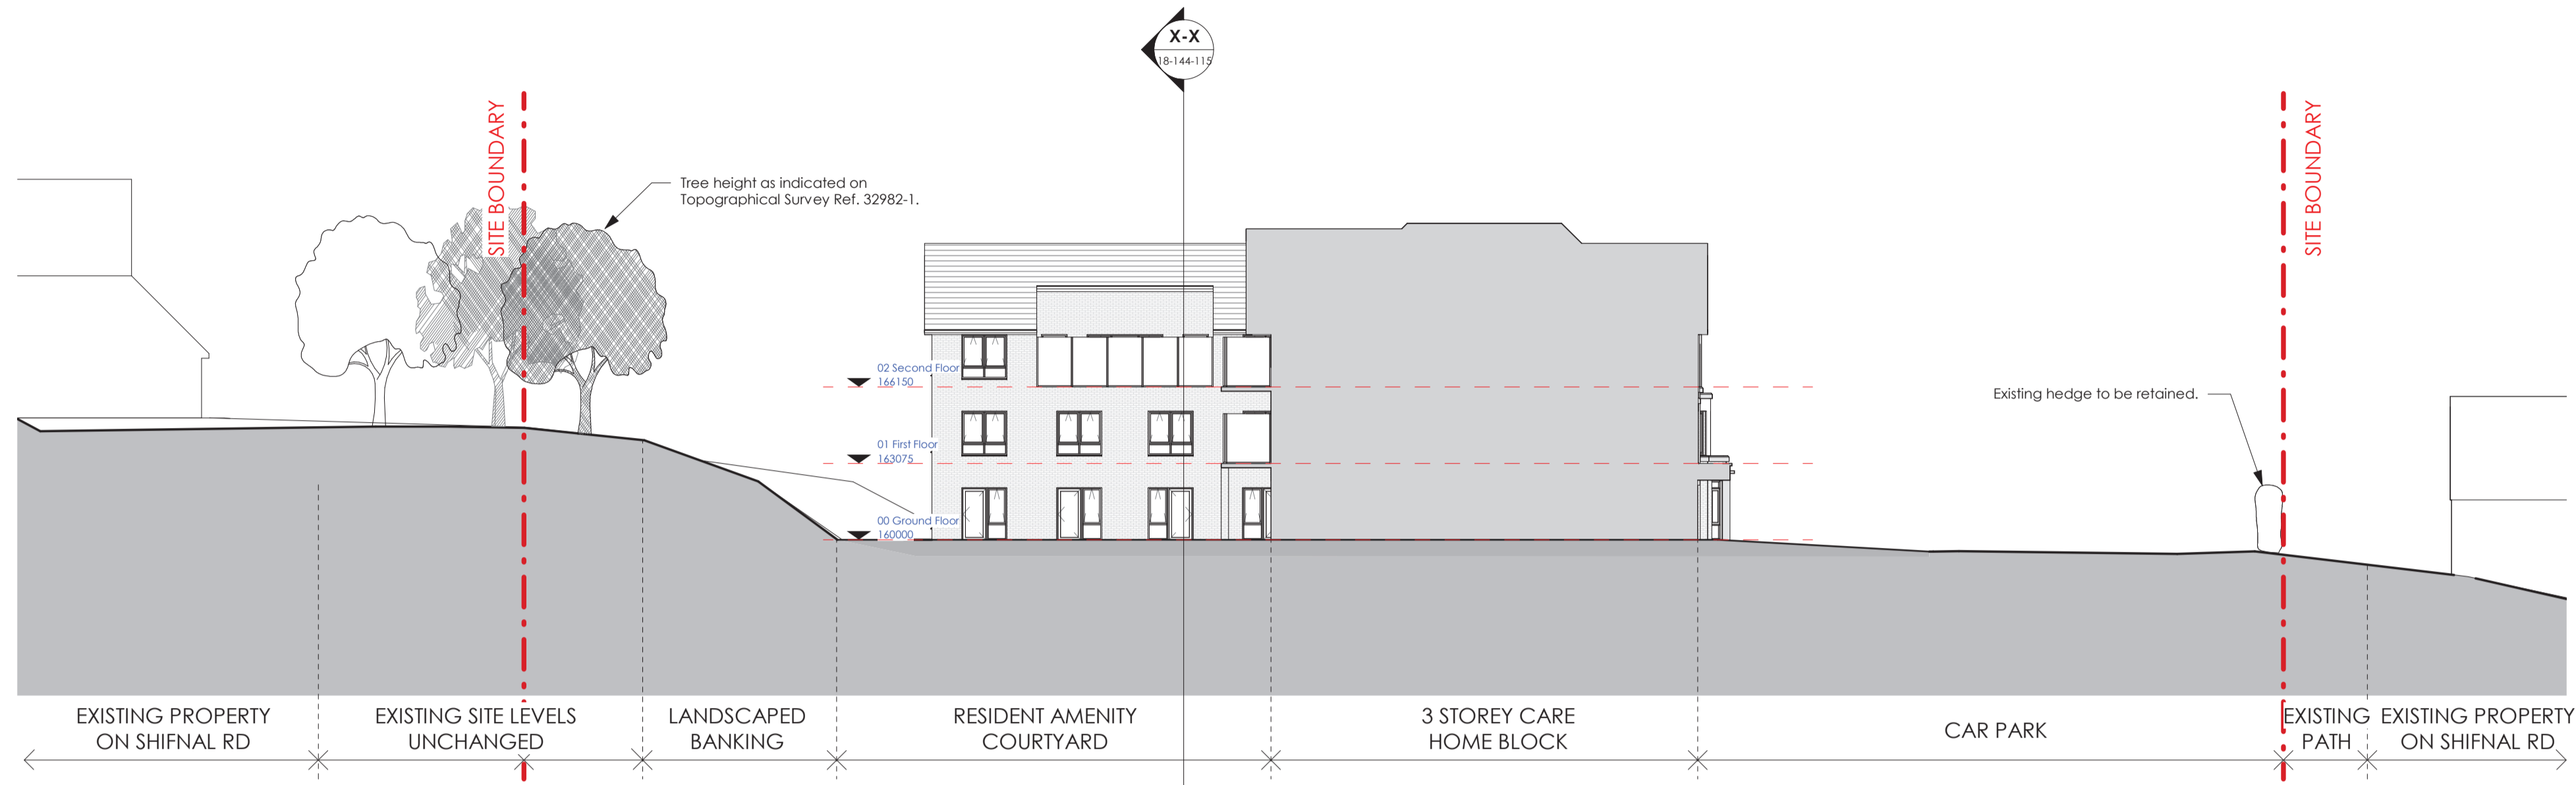 X-X
18-144-115
SITE BOUNDARY
SITE BOUNDARY
Tree height as indicated on
Topographical Survey Ref. 32982-1.
02 Second Floor
166150
Existing hedge to be retained.
01 First Floor
163075
00 Ground Floor
160000
EXISTING PROPERTY
ON SHIFNAL RD
EXISTING SITE LEVELS
UNCHANGED
LANDSCAPED
BANKING
RESIDENT AMENITY
COURTYARD
3 STOREY CARE
HOME BLOCK
CAR PARK
EXISTING
PATH
EXISTING PROPERTY
ON SHIFNAL RD